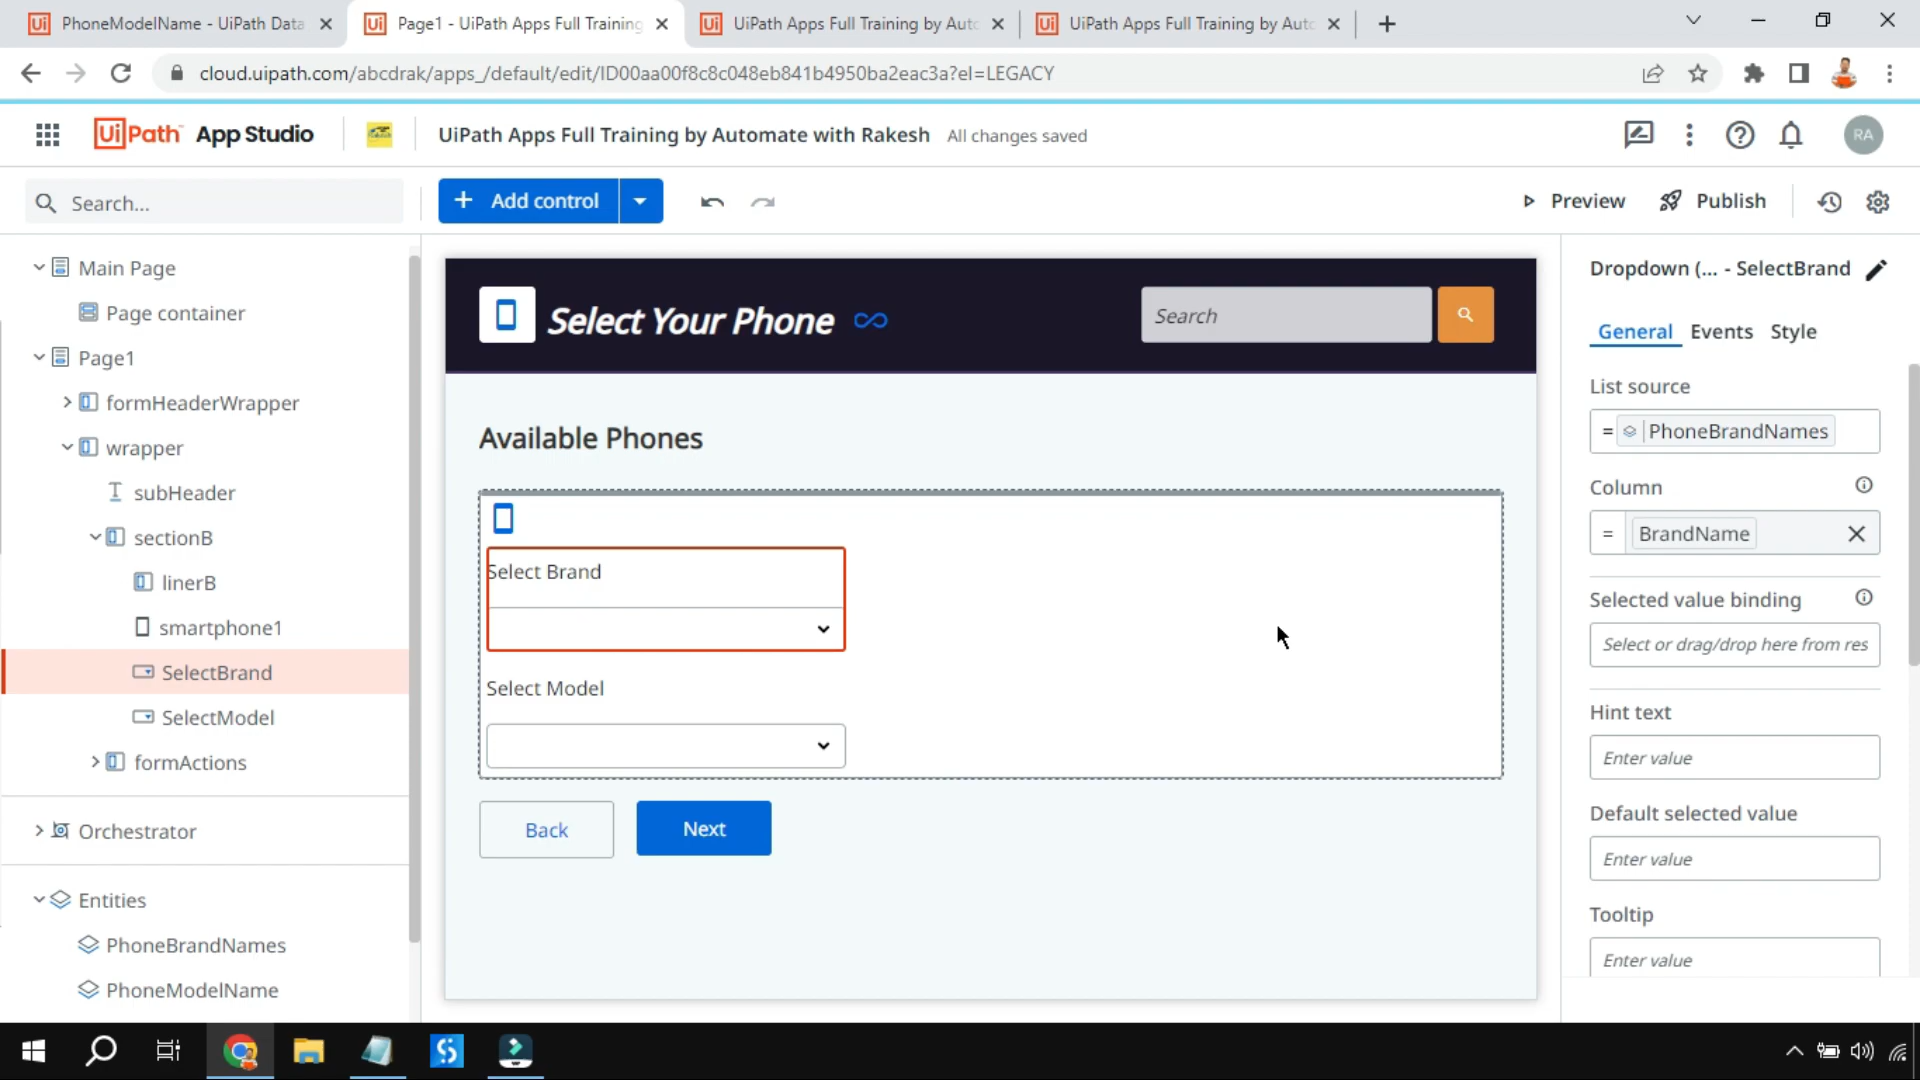 PhoneModelName - UiPath Data
Page1 - UiPath Apps Full Training
UiPath Apps Full Training by Auto
UiPath Apps Full Training by Auto
cloud.uipath.com/abcdrak/apps_/default/edit/ID00aa00f8c8c048eb841b4950ba2eac3a?el=LEGACY
UiPath App Studio
UiPath Apps Full Training by Automate with Rakesh
All changes saved
RA
Search...
Add control
Preview
Publish
Main Page
Page container
Page1
formHeaderWrapper
wrapper
subHeader
sectionB
linerB
smartphone1
SelectBrand
SelectModel
formActions
Orchestrator
Entities
PhoneBrandNames
PhoneModelName
Select Your Phone
Search
Available Phones
Select Brand
Select Model
Back
Next
Dropdown (... - SelectBrand
General Events Style
List source
= PhoneBrandNames
Column
= BrandName
Selected value binding
Select or drag/drop here from res
Hint text
Enter value
Default selected value
Enter value
Tooltip
Enter value